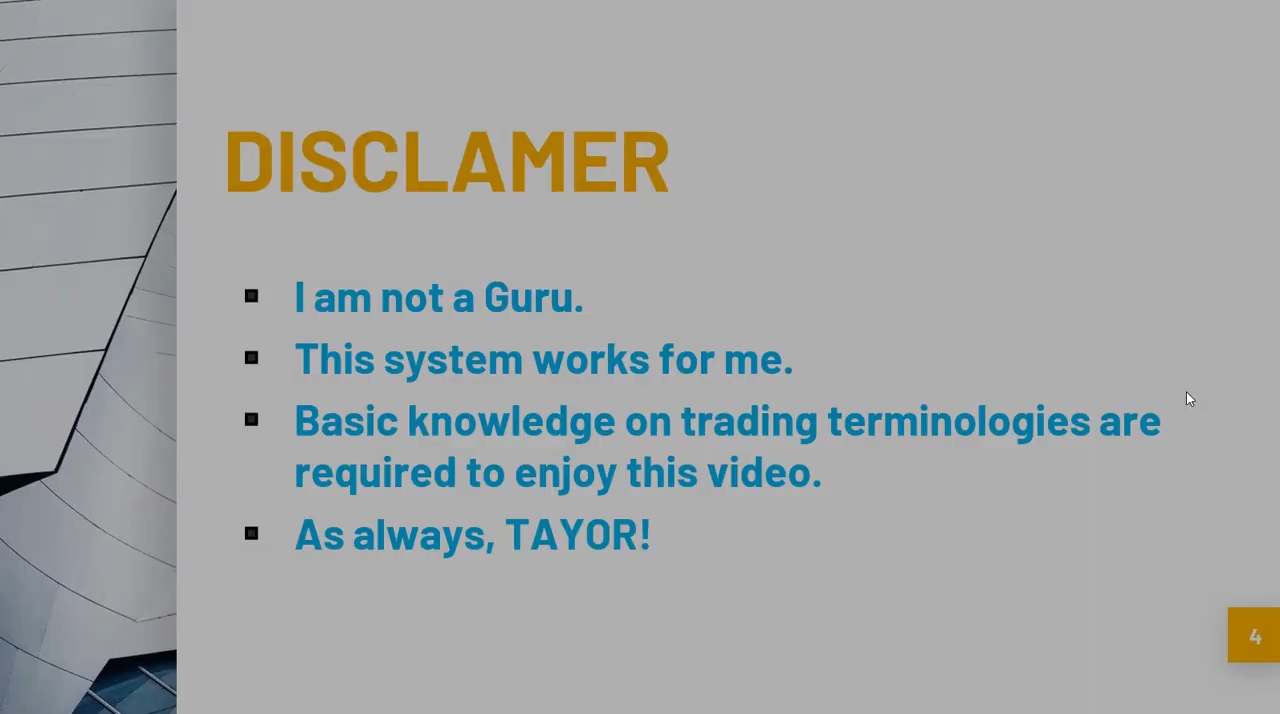 DISCLAMER
I am not a Guru.
This system works for me.
Basic knowledge on trading terminologies are
required to enjoy this video.
As always, TAYOR!
4